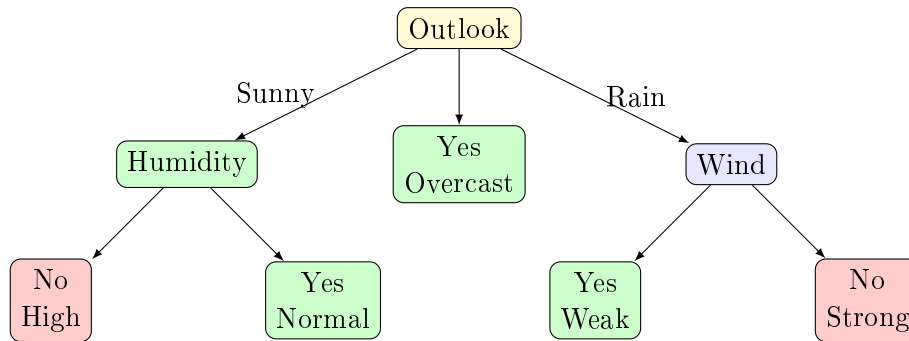 Outlook
Sunny
Rain
Yes
Overcast
Humidity
Wind
No
High
Yes
Normal
Yes
Weak
No
Strong